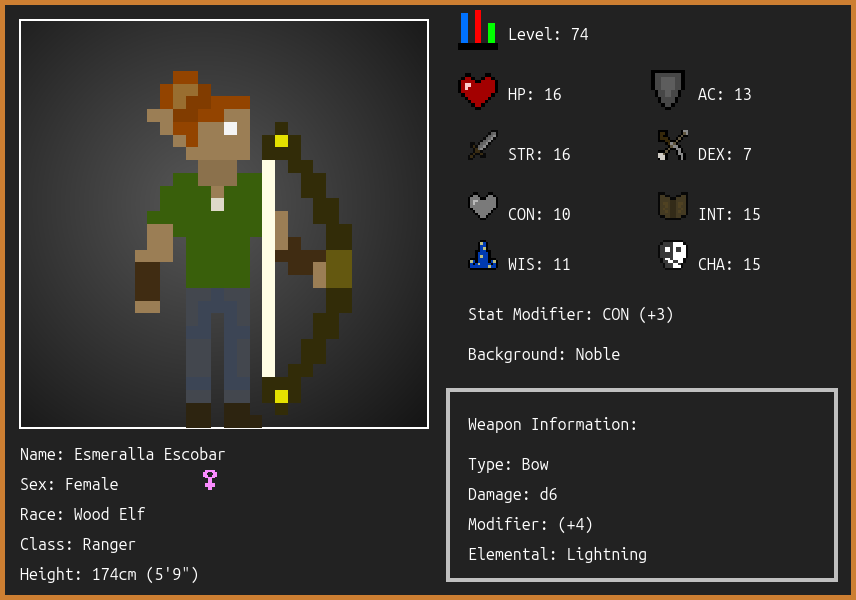 Level: 74
HP: 16
AC: 13
STR: 16
DEX: 7
CON: 10
INT: 15
WIS: 11
CHA: 15
Stat Modifier: CON (+3)
Background: Noble
Name: Esmeralla Escobar
Sex: Female
Race: Wood Elf
Class: Ranger
Height: 174cm (5'9")
Weapon Information:
Type: Bow
Damage: d6
Modifier: (+4)
Elemental: Lightning